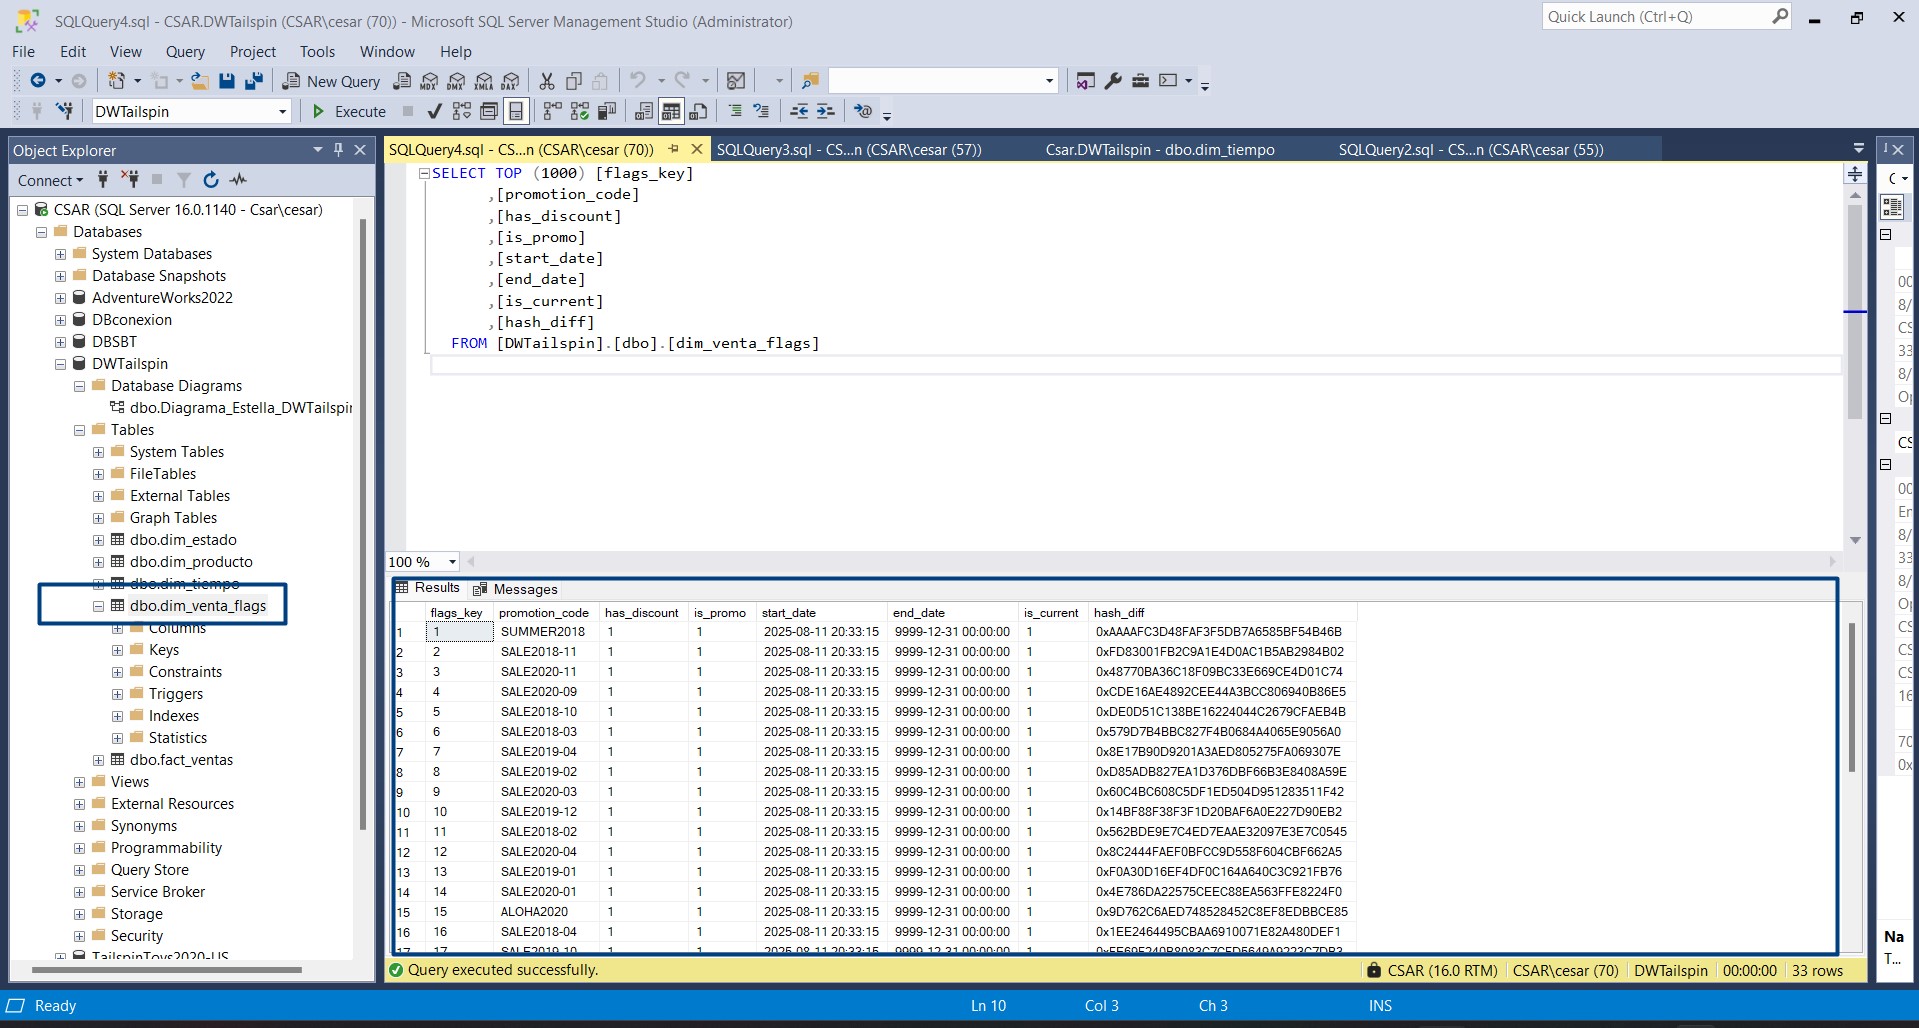 SQLQuery4.sql - CSAR.DWTailspin (CSAR\cesar (70)) - Microsoft SQL Server Management Studio (Administrator)
Quick Launch (Ctrl+Q)
File Edit View Query Project Tools Window Help
New Query MDX DMX XMLA DAX
DWTailspin Execute
Object Explorer
Connect
CSAR (SQL Server 16.0.1140 - Csar\cesar)
Databases
System Databases
Database Snapshots
AdventureWorks2022
DBconexion
DBSBT
DWTailspin
Database Diagrams
dbo.Diagrama_Estella_DWTailspin
Tables
System Tables
FileTables
External Tables
Graph Tables
dbo.dim_estado
dbo.dim_producto
dbo.dim_tiempo
dbo.dim_venta_flags
Columns
Keys
Constraints
Triggers
Indexes
Statistics
dbo.fact_ventas
Views
External Resources
Synonyms
Programmability
Query Store
Service Broker
Storage
Security
TailspinToys2020-US
SQLQuery4.sql - CS...n (CSAR\cesar (70)) SQLQuery3.sql - CS...n (CSAR\cesar (57)) Csar.DWTailspin - dbo.dim_tiempo SQLQuery2.sql - CS...n (CSAR\cesar (55))
SELECT TOP (1000) [flags_key]
,[promotion_code]
,[has_discount]
,[is_promo]
,[start_date]
,[end_date]
,[is_current]
,[hash_diff]
FROM [DWTailspin].[dbo].[dim_venta_flags]
100 %
Results Messages
flags_key promotion_code has_discount is_promo start_date end_date is_current hash_diff
1 1 SUMMER2018 1 1 2025-08-11 20:33:15 9999-12-31 00:00:00 1 0xAAAAFC3D48FAF3F5DB7A6585BF54B46B
2 2 SALE2018-11 1 1 2025-08-11 20:33:15 9999-12-31 00:00:00 1 0xFD83001FB2C9A1E4D0AC1B5AB2984B02
3 3 SALE2020-11 1 1 2025-08-11 20:33:15 9999-12-31 00:00:00 1 0x48770BA36C18F09BC33E669CE4D01C74
4 4 SALE2020-09 1 1 2025-08-11 20:33:15 9999-12-31 00:00:00 1 0xCDE16AE4892CEE44A3BCC806940B86E5
5 5 SALE2018-10 1 1 2025-08-11 20:33:15 9999-12-31 00:00:00 1 0xDE0D51C138BE16224044C2679CFAEB4B
6 6 SALE2018-03 1 1 2025-08-11 20:33:15 9999-12-31 00:00:00 1 0x579D7B4BBC827F4B0684A4065E9056A0
7 7 SALE2019-04 1 1 2025-08-11 20:33:15 9999-12-31 00:00:00 1 0x8E17B90D9201A3AED805275FA069307E
8 8 SALE2019-02 1 1 2025-08-11 20:33:15 9999-12-31 00:00:00 1 0xD85ADB827EA1D376DBF66B3E8408A59E
9 9 SALE2020-03 1 1 2025-08-11 20:33:15 9999-12-31 00:00:00 1 0x60C4BC608C5DF1ED504D951283511F42
10 10 SALE2019-12 1 1 2025-08-11 20:33:15 9999-12-31 00:00:00 1 0x14BF88F38F3F1D20BAF6A0E227D90EB2
11 11 SALE2018-02 1 1 2025-08-11 20:33:15 9999-12-31 00:00:00 1 0x562BDE9E7C4ED7EAAE32097E3E7C0545
12 12 SALE2020-04 1 1 2025-08-11 20:33:15 9999-12-31 00:00:00 1 0x8C2444FAEF0BFCC9D558F604CBF662A5
13 13 SALE2019-01 1 1 2025-08-11 20:33:15 9999-12-31 00:00:00 1 0xF0A30D16EF4DF0C164A640C3C921FB76
14 14 SALE2020-01 1 1 2025-08-11 20:33:15 9999-12-31 00:00:00 1 0x4E786DA22575CEEC88EA563FFE8224F0
15 15 ALOHA2020 1 1 2025-08-11 20:33:15 9999-12-31 00:00:00 1 0x9D762C6AED748528452C8EF8EDBBCE85
16 16 SALE2018-04 1 1 2025-08-11 20:33:15 9999-12-31 00:00:00 1 0x1EE2464495CBAA6910071E82A480DEF1
17 17 SALE2019-10 1 1 2025-08-11 20:33:15 9999-12-31 00:00:00 1
Query executed successfully. CSAR (16.0 RTM) CSAR\cesar (70) DWTailspin 00:00:00 33 rows
Na
T...
Ready Ln 10 Col 3 Ch 3 INS